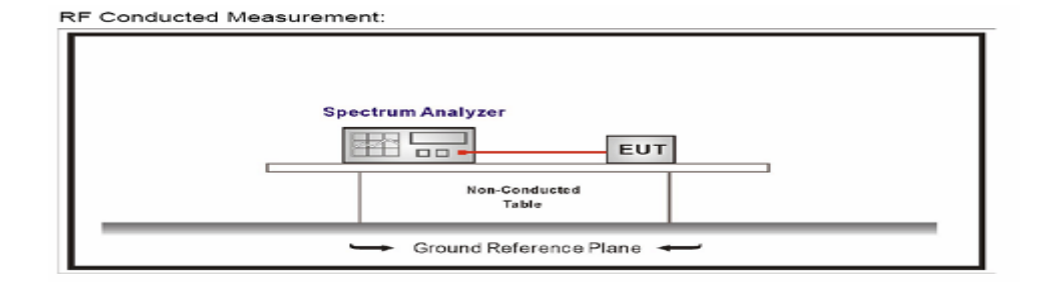 RF Conducted Measurement:
Spectrum Analyzer
EUT
Non-Conducted
Table
Ground Reference Plane